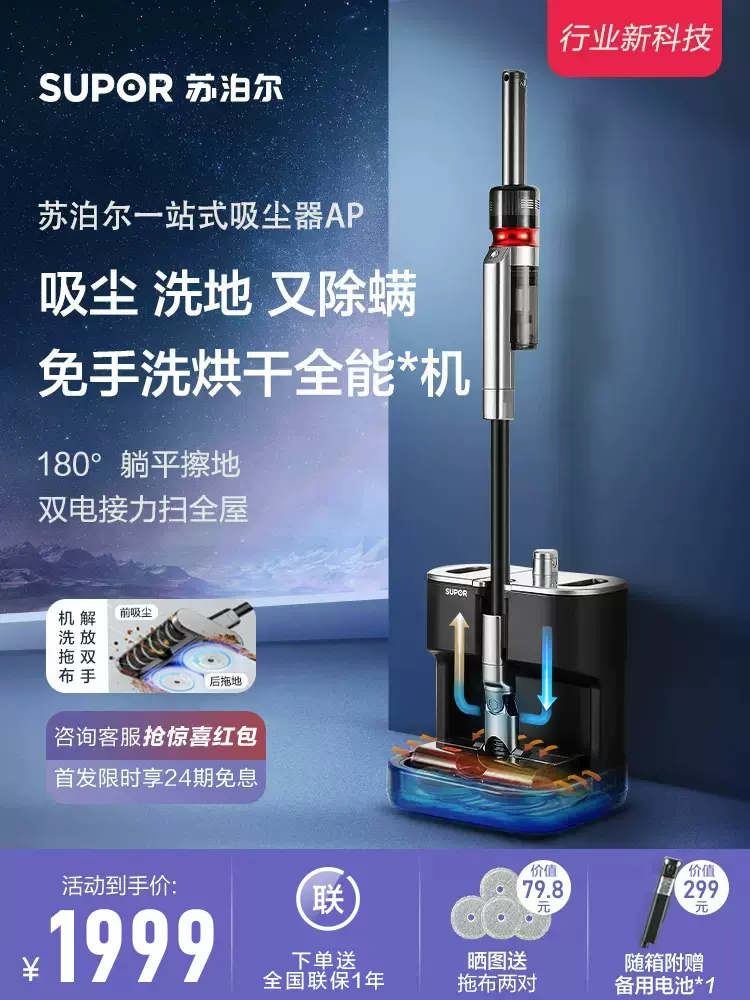 行业新科技
SUPOR 苏泊尔
苏泊尔一站式吸尘器AP
吸尘 洗地 又除螨
免手洗烘干全能*机
180° 躺平擦地
双电接力扫全屋
SUPOR
解放双手
机洗拖布
前吸尘
后拖地
咨询客服抢惊喜红包
首发限时享24期免息
活动到手价:
¥1999
联
下单送
全国联保1年
价值
79.8
元
晒图送
拖布两对
价值
299
元
随箱附赠
备用电池*1